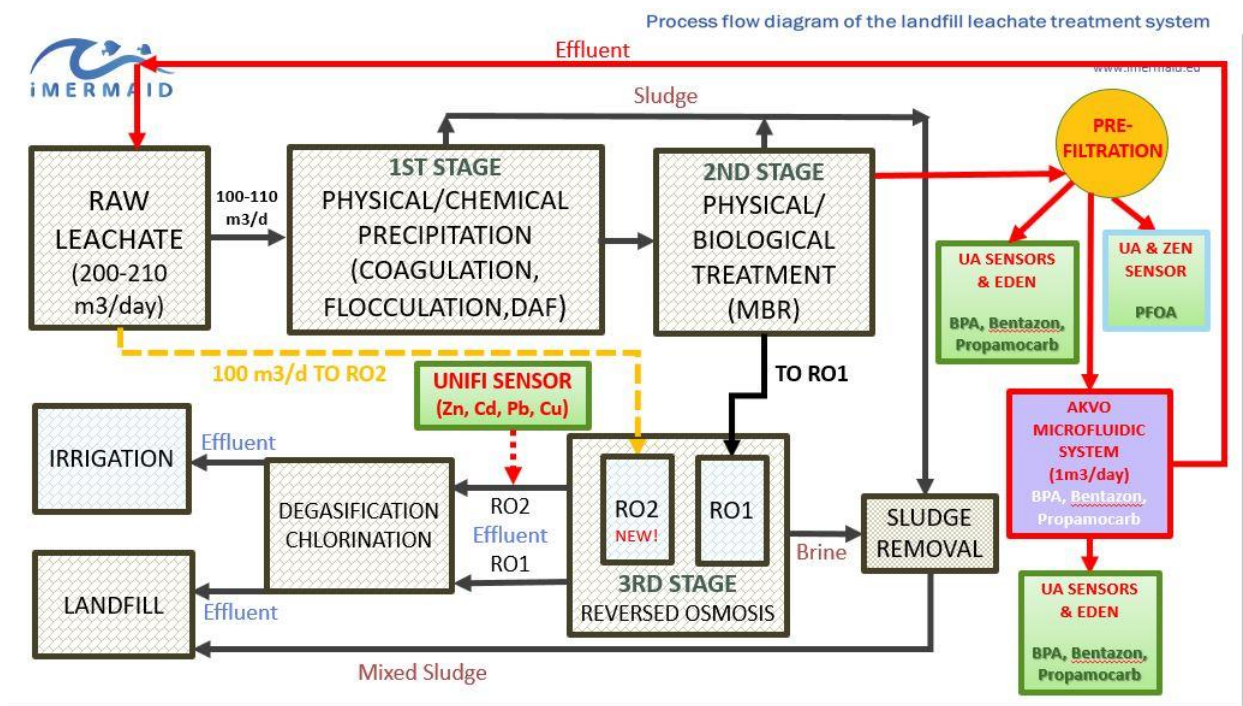 Process flow diagram of the landfill leachate treatment system
iMERMAID
Effluent
www.imermaid.eu
Sludge
PRE-
FILTRATION
RAW
LEACHATE
(200-210
m3/day)
100-110
m3/d
1ST STAGE
PHYSICAL/CHEMICAL
PRECIPITATION
(COAGULATION,
FLOCCULATION,DAF)
2ND STAGE
PHYSICAL/
BIOLOGICAL
TREATMENT
(MBR)
UA SENSORS
& EDEN
BPA, Bentazon,
Propamocarb
UA & ZEN
SENSOR
PFOA
100 m3/d TO RO2
UNIFI SENSOR
(Zn, Cd, Pb, Cu)
TO RO1
AKVO
MICROFLUIDIC
SYSTEM
(1m3/day)
BPA, Bentazon,
Propamocarb
IRRIGATION
Effluent
DEGASIFICATION
CHLORINATION
RO2
Effluent
RO1
RO2
NEW!
RO1
3RD STAGE
REVERSED OSMOSIS
Brine
SLUDGE
REMOVAL
LANDFILL
Effluent
UA SENSORS
& EDEN
BPA, Bentazon,
Propamocarb
Mixed Sludge